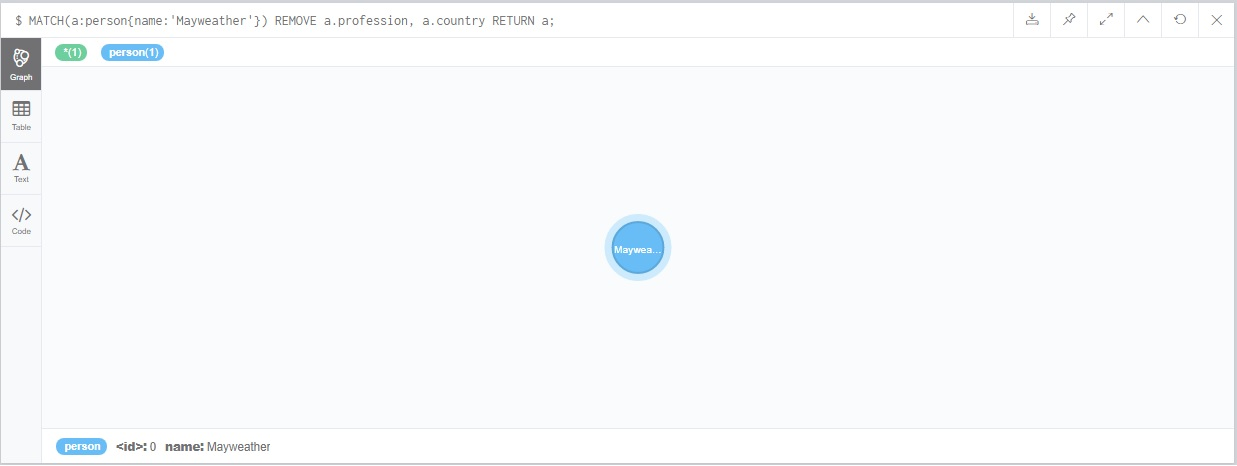 $ MATCH(a:person{name:'Mayweather'}) REMOVE a.profession, a.country RETURN a;
*(1) person(1)
Graph
Table
A
Text
</>
Code
Maywea...
person <id>: 0 name: Mayweather